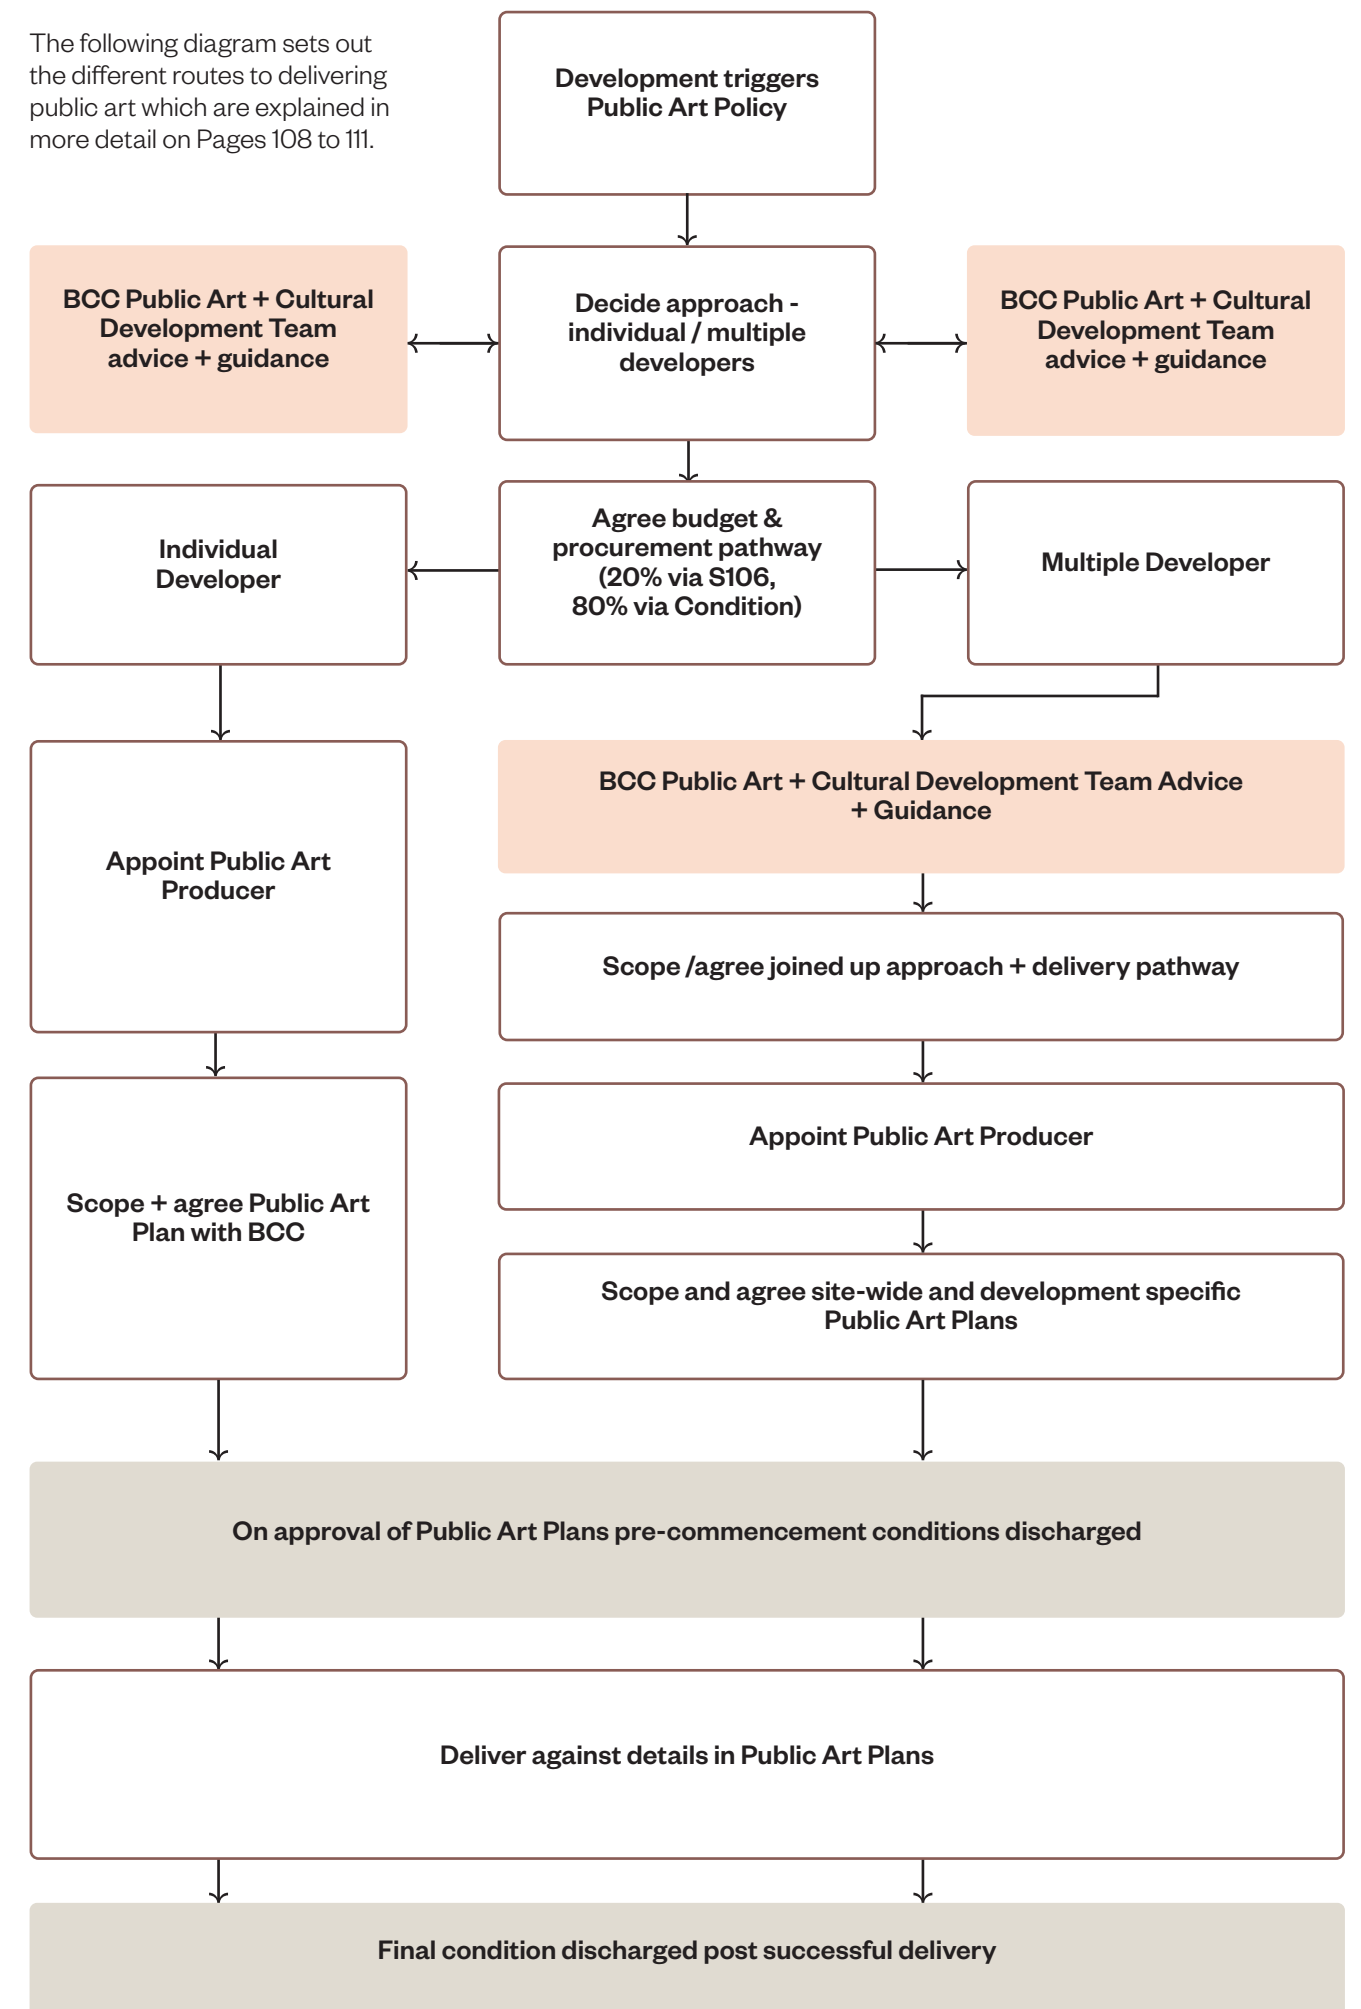 The following diagram sets out
the different routes to delivering
public art which are explained in
more detail on Pages 108 to 111.
Development triggers
Public Art Policy
BCC Public Art + Cultural
Development Team
advice + guidance
Decide approach -
individual / multiple
developers
BCC Public Art + Cultural
Development Team
advice + guidance
Individual
Developer
Agree budget &
procurement pathway
(20% via S106,
80% via Condition)
Multiple Developer
Appoint Public Art
Producer
BCC Public Art + Cultural Development Team Advice
+ Guidance
Scope /agree joined up approach + delivery pathway
Appoint Public Art Producer
Scope + agree Public Art
Plan with BCC
Scope and agree site-wide and development specific
Public Art Plans
On approval of Public Art Plans pre-commencement conditions discharged
Deliver against details in Public Art Plans
Final condition discharged post successful delivery